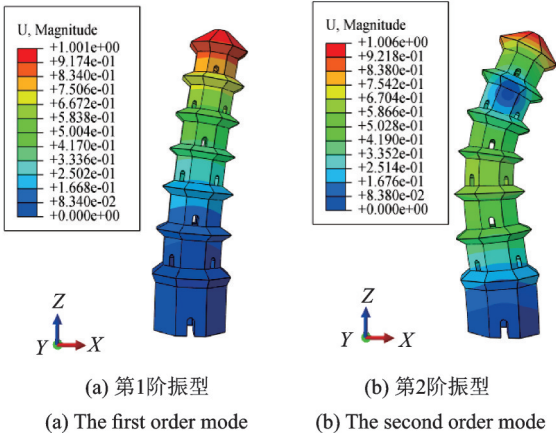 U, Magnitude
+1.001e+00
+9.174e-01
+8.340e-01
+7.506e-01
+6.672e-01
+5.838e-01
+5.004e-01
+4.170e-01
+3.336e-01
+2.502e-01
+1.668e-01
+8.340e-02
+0.000e+00
Z
Y
X
(a) 第1阶振型
(a) The first order mode
U, Magnitude
+1.006e+00
+9.218e-01
+8.380e-01
+7.542e-01
+6.704e-01
+5.866e-01
+5.028e-01
+4.190e-01
+3.352e-01
+2.514e-01
+1.676e-01
+8.380e-02
+0.000e+00
Z
Y
X
(b) 第2阶振型
(b) The second order mode